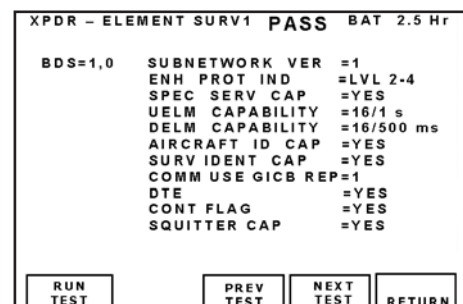 XPDR – ELEMENT SURV1 PASS BAT 2.5 Hr
BDS=1,0 SUBNETWORK VER =1
ENH PROT IND =LVL 2-4
SPEC SERV CAP =YES
UELM CAPABILITY =16/1 s
DELM CAPABILITY =16/500 ms
AIRCRAFT ID CAP =YES
SURV IDENT CAP =YES
COMM USE GICB REP=1
DTE =YES
CONT FLAG =YES
SQUITTER CAP =YES
RUN TEST
PREV TEST
NEXT TEST
RETURN